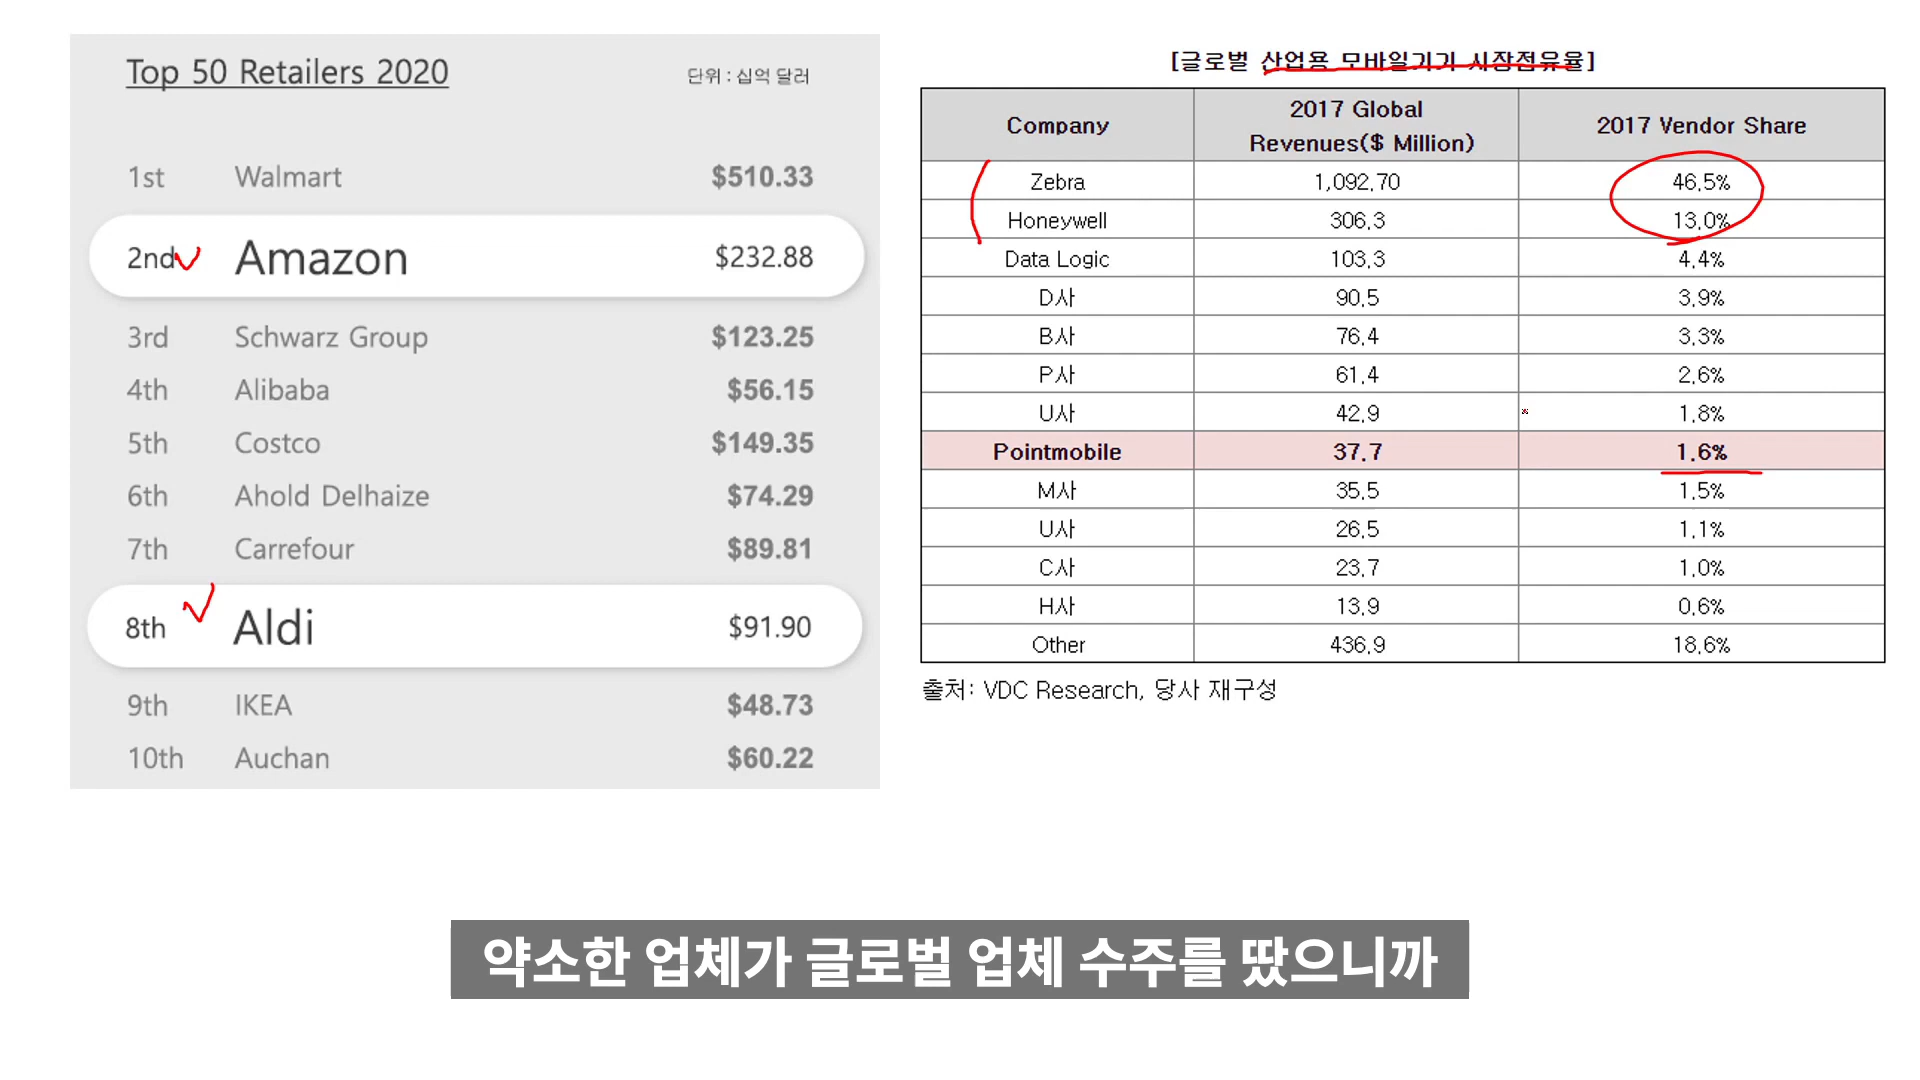 Top 50 Retailers 2020
단위 : 십억 달러
1st Walmart $510.33
2nd Amazon $232.88
3rd Schwarz Group $123.25
4th Alibaba $56.15
5th Costco $149.35
6th Ahold Delhaize $74.29
7th Carrefour $89.81
8th Aldi $91.90
9th IKEA $48.73
10th Auchan $60.22
[글로벌 산업용 모바일기기 시장점유율]
Company 2017 Global Revenues($ Million) 2017 Vendor Share
Zebra 1,092.70 46.5%
Honeywell 306.3 13.0%
Data Logic 103.3 4.4%
D사 90.5 3.9%
B사 76.4 3.3%
P사 61.4 2.6%
U사 42.9 1.8%
Pointmobile 37.7 1.6%
M사 35.5 1.5%
U사 26.5 1.1%
C사 23.7 1.0%
H사 13.9 0.6%
Other 436.9 18.6%
출처: VDC Research, 당사 재구성
약소한 업체가 글로벌 업체 수주를 땄으니까